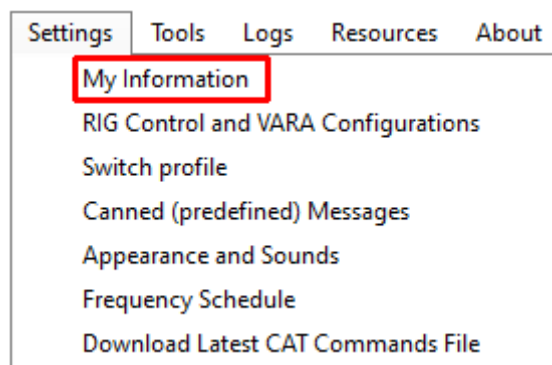 Settings Tools Logs Resources About
My Information
RIG Control and VARA Configurations
Switch profile
Canned (predefined) Messages
Appearance and Sounds
Frequency Schedule
Download Latest CAT Commands File